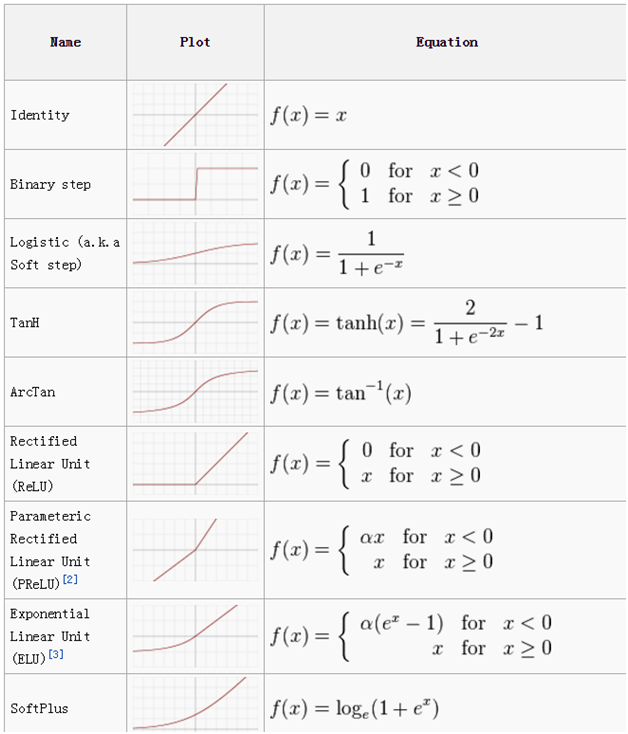 Name Plot Equation
Identity
f(x) = x
Binary step
f(x) = { 0 for x < 0
1 for x ≥ 0
Logistic (a.k.a
Soft step)
f(x) = 1 / (1 + e^{-x})
TanH
f(x) = tanh(x) = 2 / (1 + e^{-2x}) − 1
ArcTan
f(x) = tan^{-1}(x)
Rectified
Linear Unit
(ReLU)
f(x) = { 0 for x < 0
x for x ≥ 0
Parameteric
Rectified
Linear Unit
(PReLU)[2]
f(x) = { αx for x < 0
x for x ≥ 0
Exponential
Linear Unit
(ELU)[3]
f(x) = { α(e^x − 1) for x < 0
x for x ≥ 0
SoftPlus
f(x) = log_e(1 + e^x)